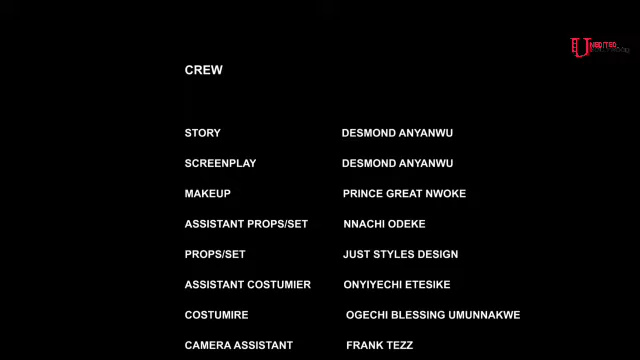 UNEDITED
CREW
STORY DESMOND ANYANWU
SCREENPLAY DESMOND ANYANWU
MAKEUP PRINCE GREAT NWOKE
ASSISTANT PROPS/SET NNACHI ODEKE
PROPS/SET JUST STYLES DESIGN
ASSISTANT COSTUMIER ONYIYECHI ETESIKE
COSTUMIRE OGECHI BLESSING UMUNNAKWE
CAMERA ASSISTANT FRANK TEZZ